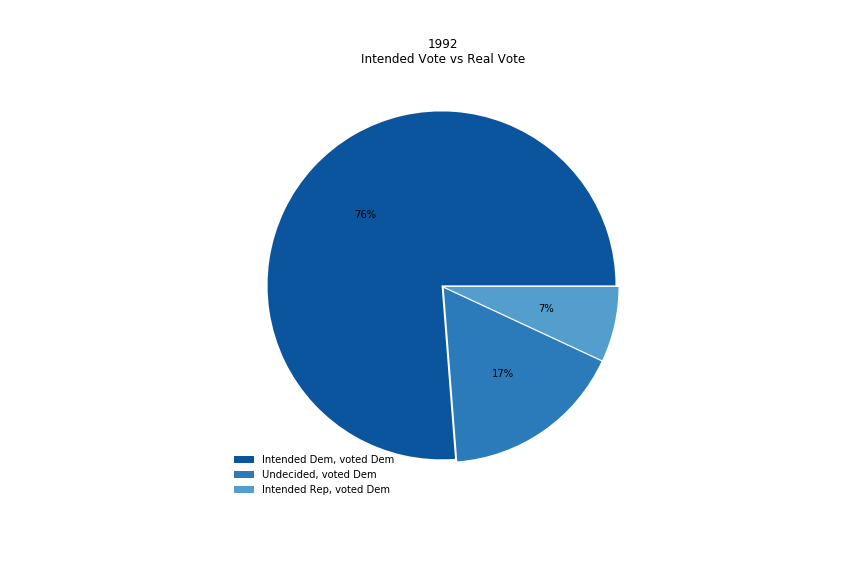 1992
Intended Vote vs Real Vote
76%
7%
17%
Intended Dem, voted Dem
Undecided, voted Dem
Intended Rep, voted Dem